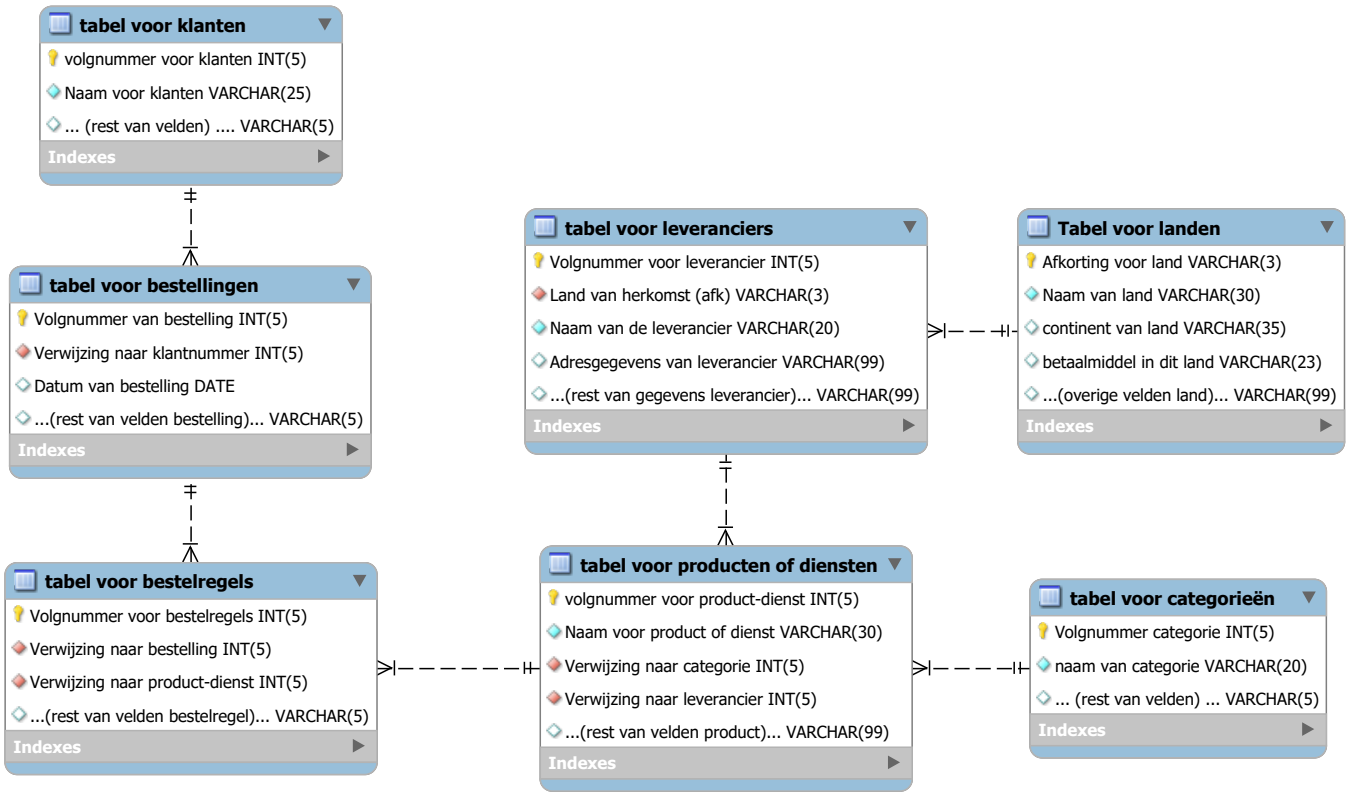 tabel voor klanten
volgnummer voor klanten INT(5)
Naam voor klanten VARCHAR(25)
... (rest van velden) .... VARCHAR(5)
Indexes
tabel voor bestellingen
Volgnummer van bestelling INT(5)
Verwijzing naar klantnummer INT(5)
Datum van bestelling DATE
...(rest van velden bestelling)... VARCHAR(5)
Indexes
tabel voor bestelregels
Volgnummer voor bestelregels INT(5)
Verwijzing naar bestelling INT(5)
Verwijzing naar product-dienst INT(5)
...(rest van velden bestelregel)... VARCHAR(5)
Indexes
tabel voor leveranciers
Volgnummer voor leverancier INT(5)
Land van herkomst (afk) VARCHAR(3)
Naam van de leverancier VARCHAR(20)
Adresgegevens van leverancier VARCHAR(99)
...(rest van gegevens leverancier)... VARCHAR(99)
Indexes
Tabel voor landen
Afkorting voor land VARCHAR(3)
Naam van land VARCHAR(30)
continent van land VARCHAR(35)
betaalmiddel in dit land VARCHAR(23)
...(overige velden land)... VARCHAR(99)
Indexes
tabel voor producten of diensten
volgnummer voor product-dienst INT(5)
Naam voor product of dienst VARCHAR(30)
Verwijzing naar categorie INT(5)
Verwijzing naar leverancier INT(5)
...(rest van velden product)... VARCHAR(99)
Indexes
tabel voor categorieën
Volgnummer categorie INT(5)
naam van categorie VARCHAR(20)
... (rest van velden) ... VARCHAR(5)
Indexes